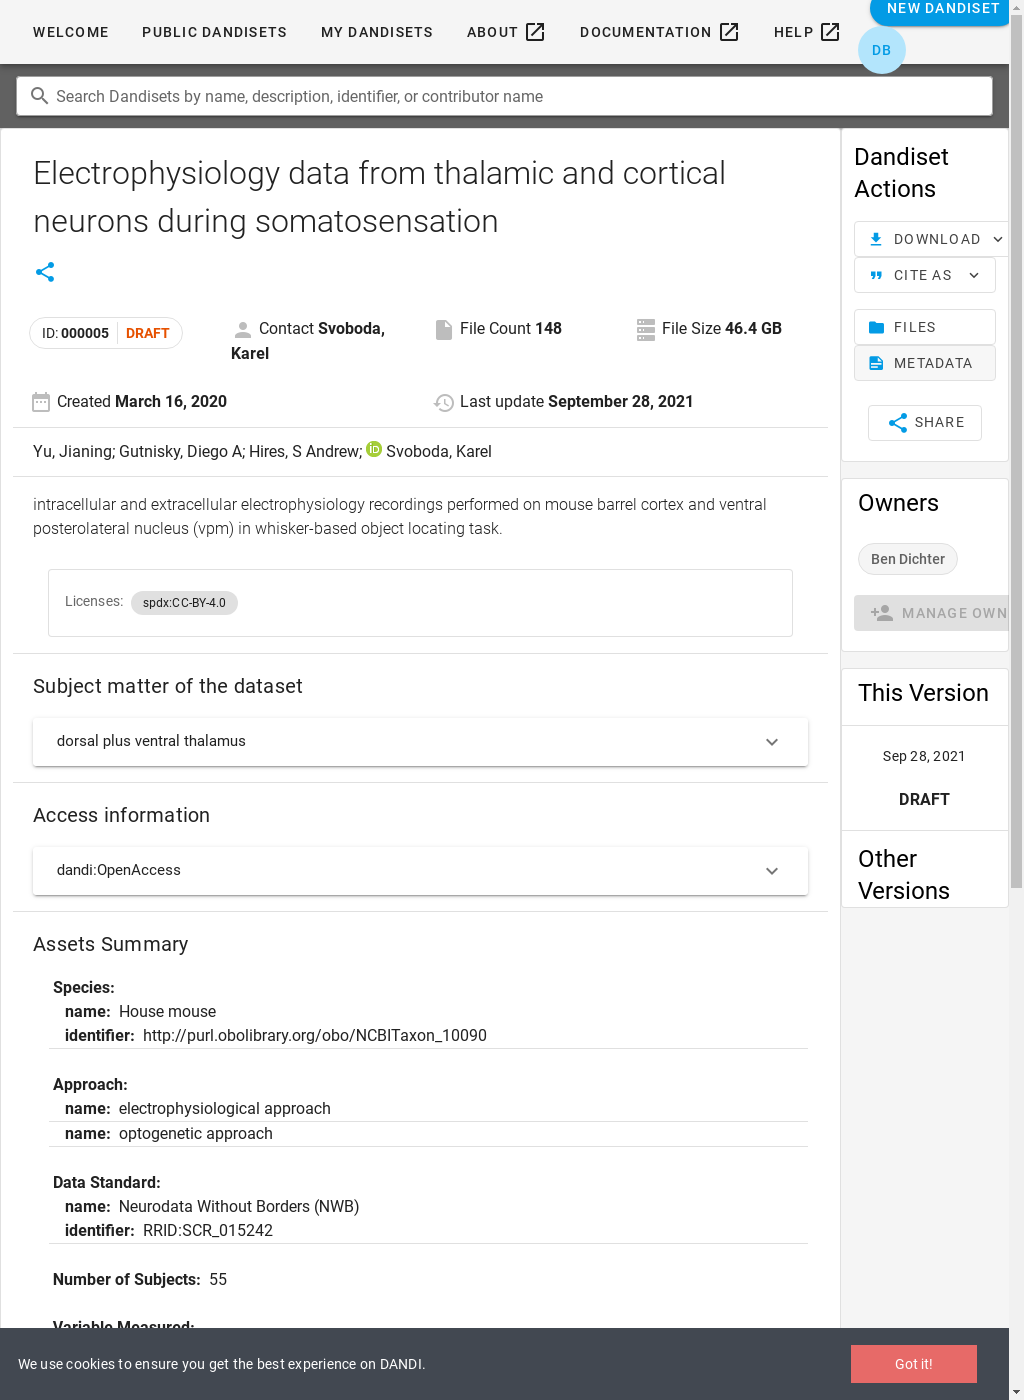 NEW DANDISET
WELCOME PUBLIC DANDISETS MY DANDISETS ABOUT DOCUMENTATION HELP
DB
Search Dandisets by name, description, identifier, or contributor name
Electrophysiology data from thalamic and cortical
neurons during somatosensation
ID: 000005 DRAFT
Contact Svoboda,
Karel
File Count 148
File Size 46.4 GB
Created March 16, 2020
Last update September 28, 2021
Yu, Jianing; Gutnisky, Diego A; Hires, S Andrew; iD Svoboda, Karel
intracellular and extracellular electrophysiology recordings performed on mouse barrel cortex and ventral
posterolateral nucleus (vpm) in whisker-based object locating task.
Licenses: spdx:CC-BY-4.0
Subject matter of the dataset
dorsal plus ventral thalamus
Access information
dandi:OpenAccess
Assets Summary
Species:
name: House mouse
identifier: http://purl.obolibrary.org/obo/NCBITaxon_10090
Approach:
name: electrophysiological approach
name: optogenetic approach
Data Standard:
name: Neurodata Without Borders (NWB)
identifier: RRID:SCR_015242
Number of Subjects: 55
Variable Measured:
Dandiset
Actions
DOWNLOAD
CITE AS
FILES
METADATA
SHARE
Owners
Ben Dichter
MANAGE OWN
This Version
Sep 28, 2021
DRAFT
Other
Versions
We use cookies to ensure you get the best experience on DANDI.
Got it!